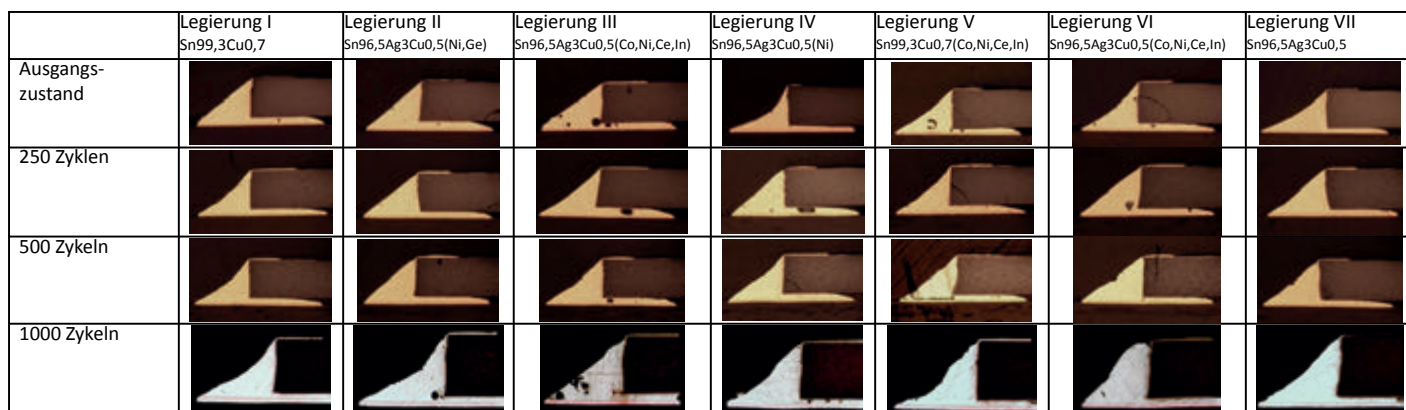 Legierung I
Sn99,3Cu0,7
Legierung II
Sn96,5Ag3Cu0,5(Ni,Ge)
Legierung III
Sn96,5Ag3Cu0,5(Co,Ni,Ce,In)
Legierung IV
Sn96,5Ag3Cu0,5(Ni)
Legierung V
Sn99,3Cu0,7(Co,Ni,Ce,In)
Legierung VI
Sn96,5Ag3Cu0,5(Co,Ni,Ce,In)
Legierung VII
Sn96,5Ag3Cu0,5
Ausgangs-
zustand
250 Zyklen
500 Zykeln
1000 Zykeln